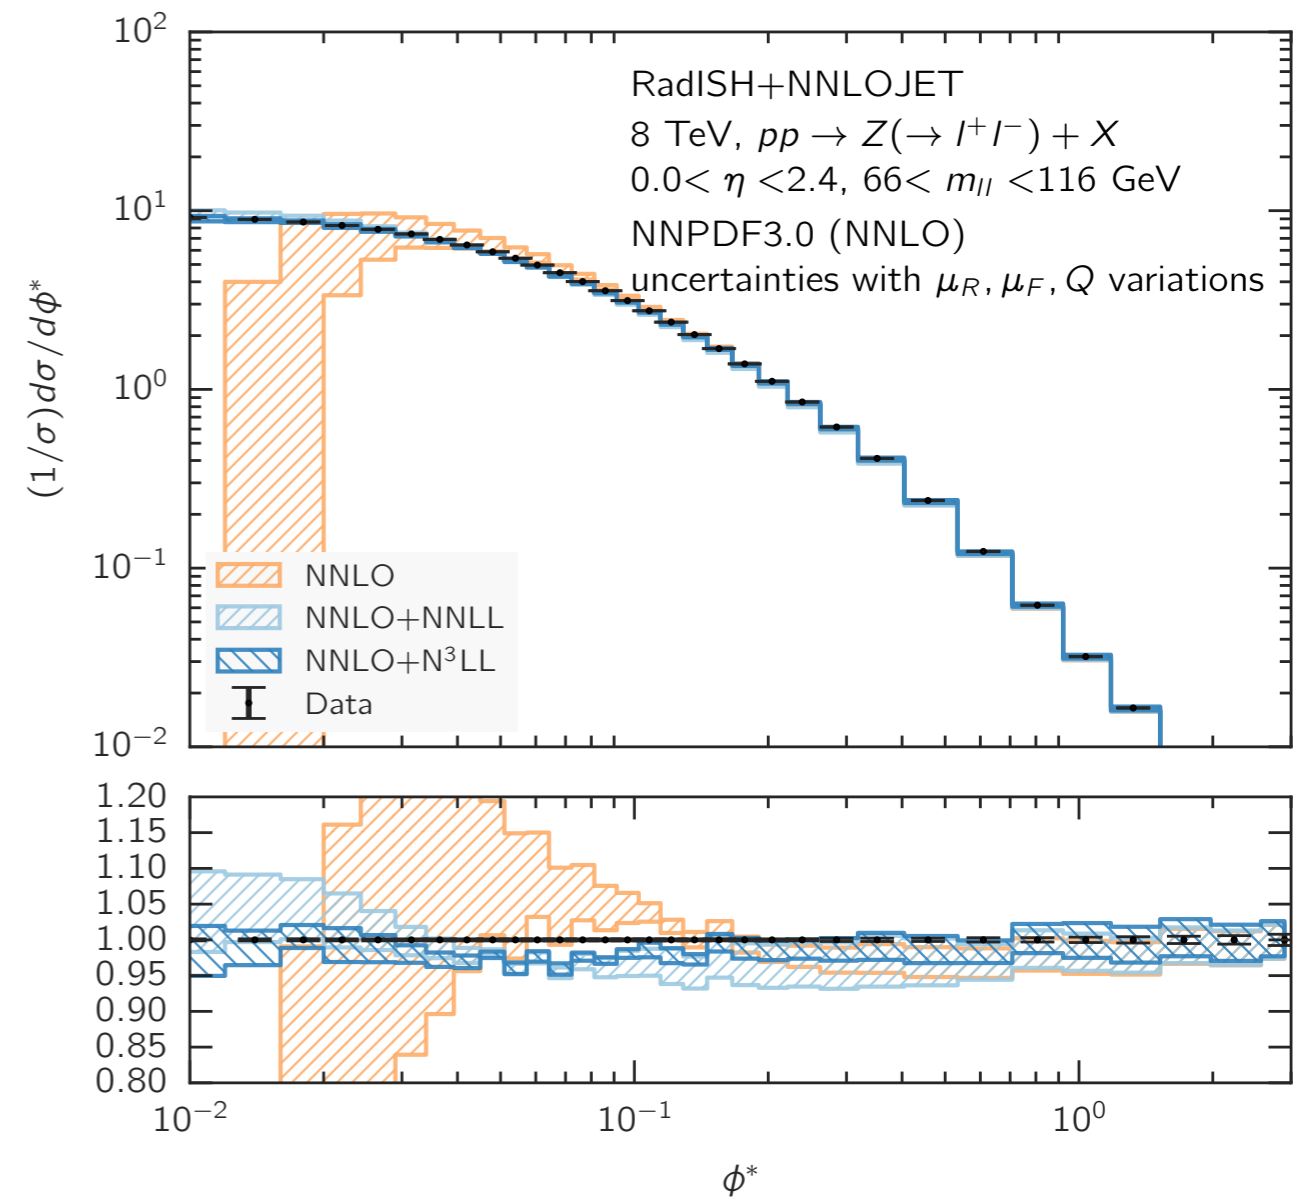 10²
10¹
10⁰
10⁻¹
10⁻²
(1/σ)dσ/dϕ*
RadISH+NNLOJET
8 TeV, pp → Z(→ l⁺l⁻) + X
0.0< η <2.4, 66< m_ll <116 GeV
NNPDF3.0 (NNLO)
uncertainties with μ_R, μ_F, Q variations
NNLO
NNLO+NNLL
NNLO+N³LL
Data
1.20
1.15
1.10
1.05
1.00
0.95
0.90
0.85
0.80
10⁻² 10⁻¹ 10⁰
ϕ*